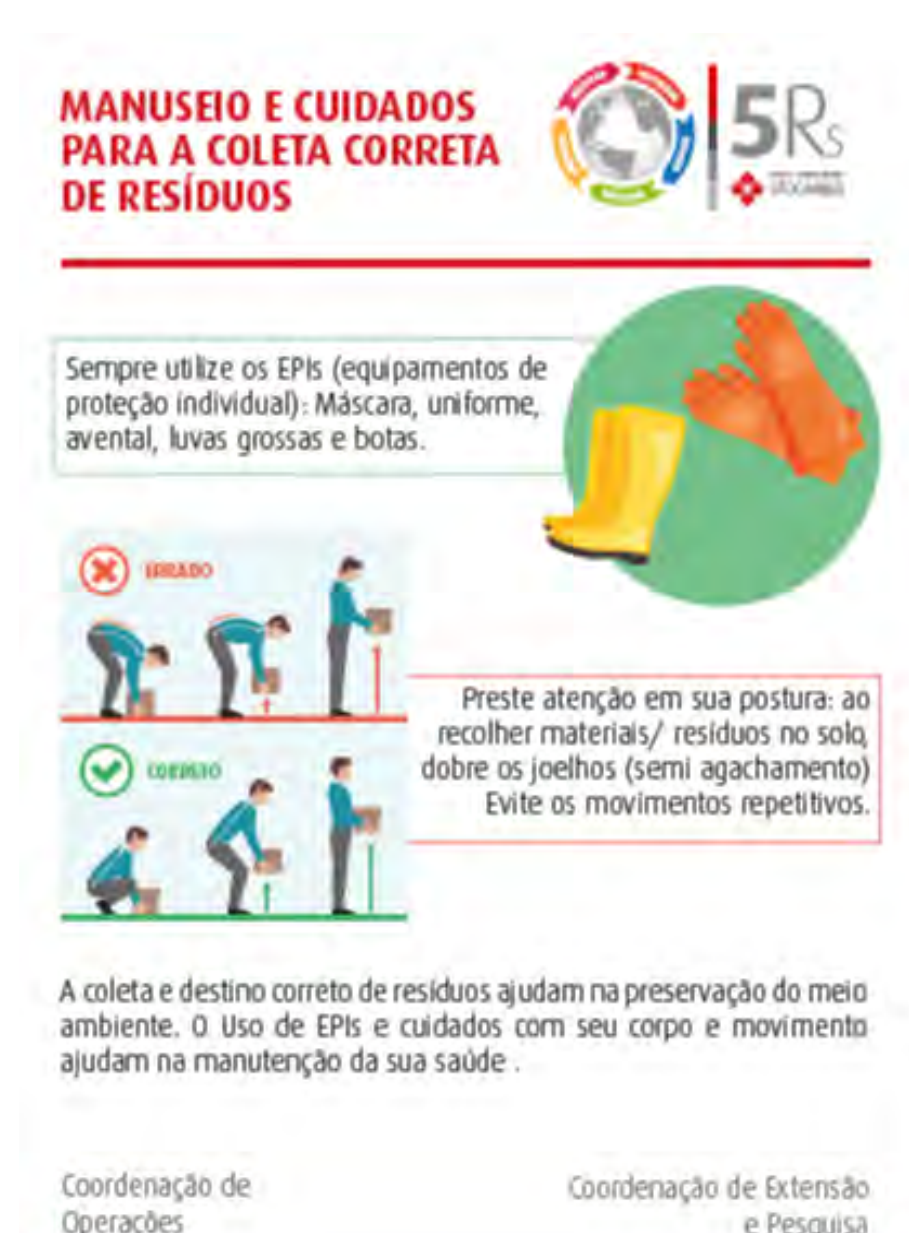 MANUSEIO E CUIDADOS
PARA A COLETA CORRETA
DE RESÍDUOS
5Rs
Sempre utilize os EPIs (equipamentos de
proteção individual): Máscara, uniforme,
avental, luvas grossas e botas.
ERRADO
Preste atenção em sua postura: ao
recolher materiais/ resíduos no solo,
dobre os joelhos (semi agachamento)
Evite os movimentos repetitivos.
CORRETO
A coleta e destino correto de resíduos ajudam na preservação do meio
ambiente. O Uso de EPIs e cuidados com seu corpo e movimento
ajudam na manutenção da sua saúde .
Coordenação de
Operações
Coordenação de Extensão
e Pesquisa